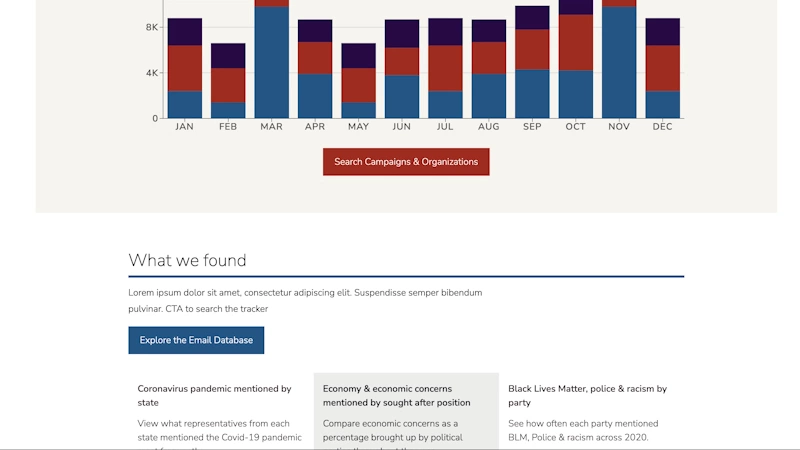 8K
4K
0
JAN FEB MAR APR MAY JUN JUL AUG SEP OCT NOV DEC
Search Campaigns & Organizations
What we found
Lorem ipsum dolor sit amet, consectetur adipiscing elit. Suspendisse semper bibendum
pulvinar. CTA to search the tracker
Explore the Email Database
Coronavirus pandemic mentioned by
state
View what representatives from each
state mentioned the Covid-19 pandemic
Economy & economic concerns
mentioned by sought after position
Compare economic concerns as a
percentage brought up by political
Black Lives Matter, police & racism by
party
See how often each party mentioned
BLM, Police & racism across 2020.